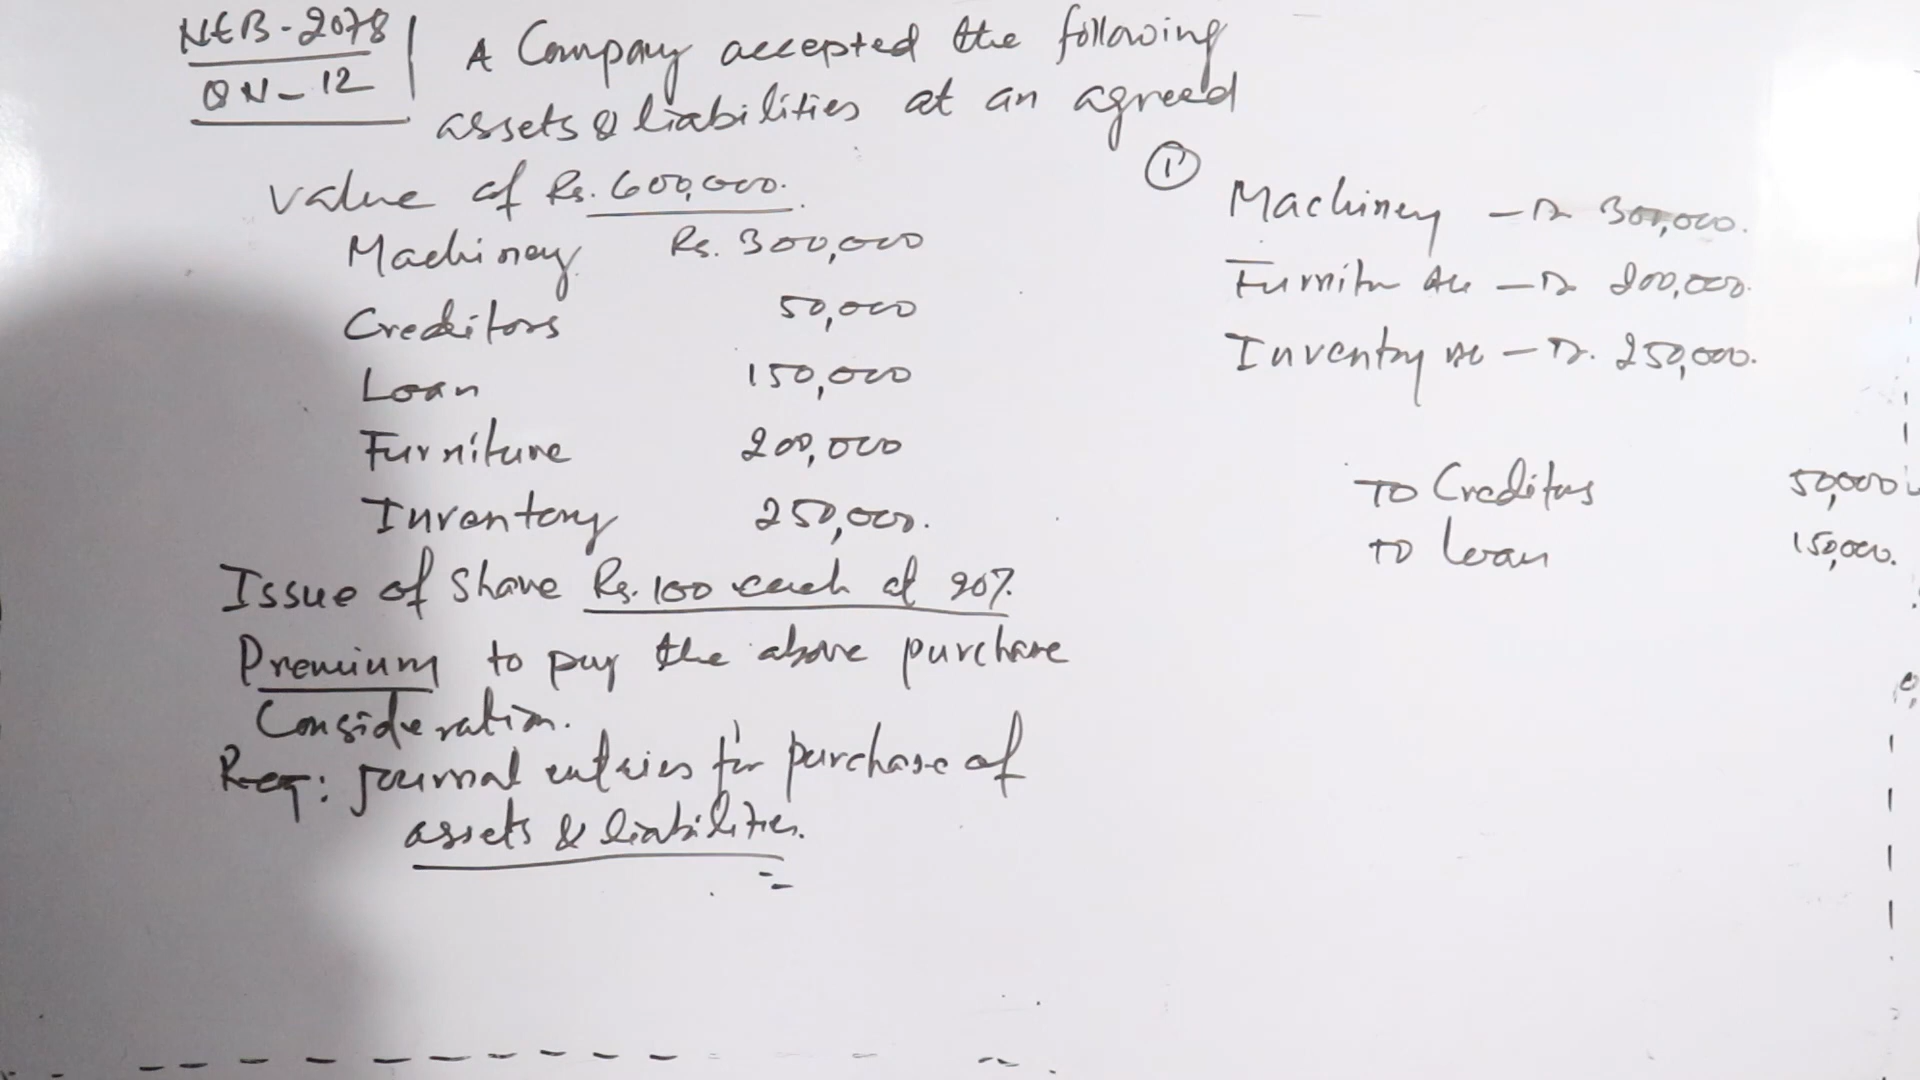 NEB-2078
QN-12
A Company accepted the following
assets & liabilities at an agreed
value of Rs. 600,000.
Machinery Rs. 300,000
Creditors 50,000
Loan 150,000
Furniture 200,000
Inventory 250,000.
Issue of Share Rs. 100 each at 20%
Premium to pay the above purchase
Consideration.
Req: Journal entries for purchase of
assets & liabilities.
1
Machinery - Dr 300,000.
Furnitu Ac - Dr 200,000.
Inventory Ac - Dr. 250,000.
To Creditors 50,000
To Loan 150,000.